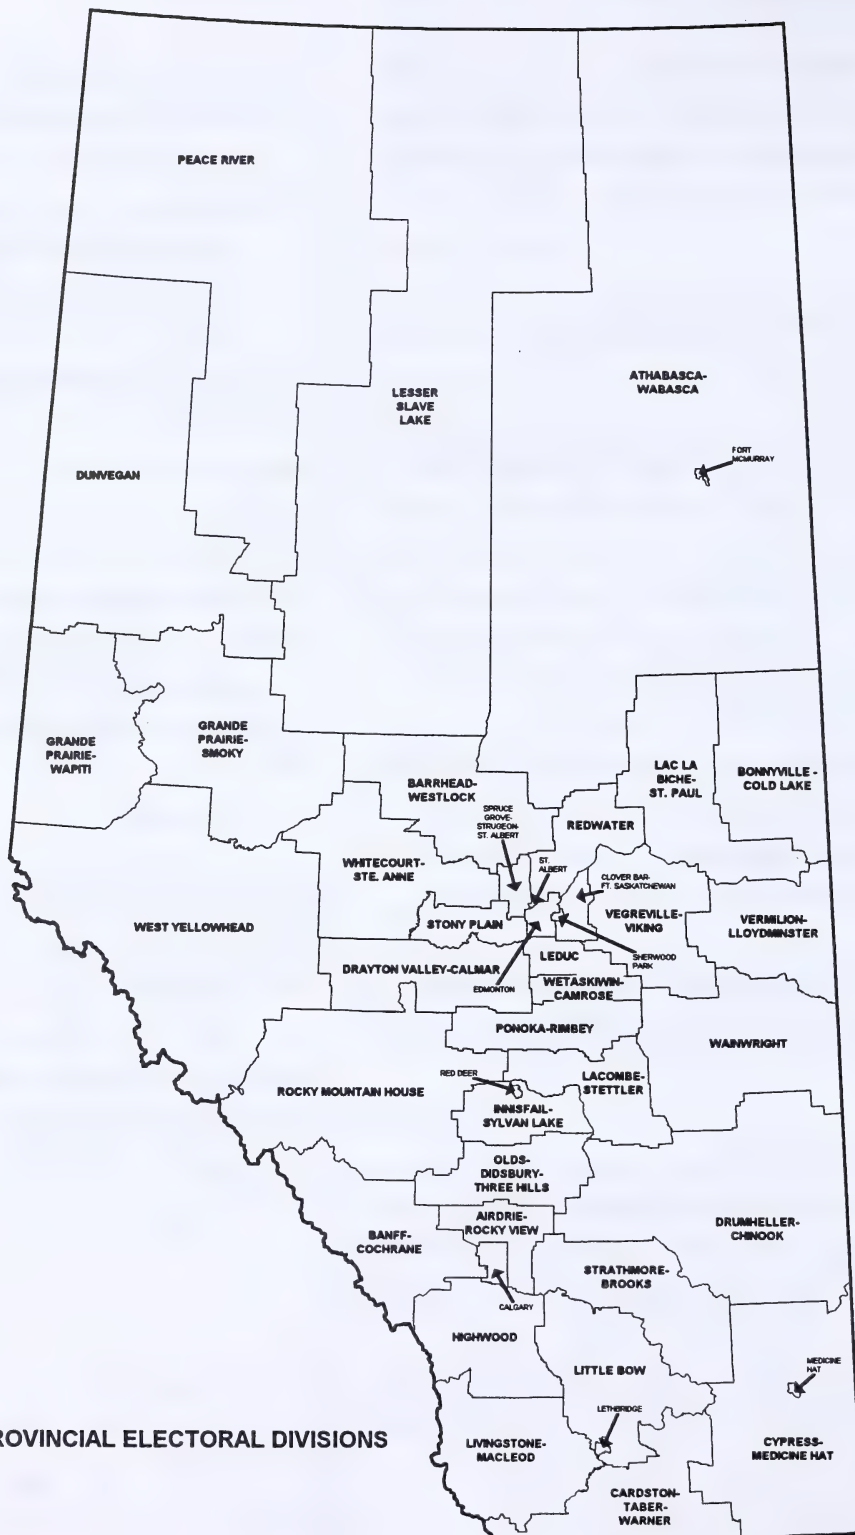 PEACE RIVER
LESSER
SLAVE
LAKE
ATHABASCA-
WABASCA
FORT
MCMURRAY
DUNVEGAN
GRANDE
PRAIRIE-
WAPITI
GRANDE
PRAIRIE-
SMOKY
BARRHEAD-
WESTLOCK
LAC LA
BICHE-
ST. PAUL
BONNYVILLE -
COLD LAKE
SPRUCE
GROVE-
STRUGEON-
ST. ALBERT
REDWATER
WHITECOURT-
STE. ANNE
ST.
ALBERT
CLOVER BAR-
FT. SASKATCHEWAN
WEST YELLOWHEAD
STONY PLAIN
VEGREVILLE-
VIKING
VERMILION-
LLOYDMINSTER
LEDUC
SHERWOOD
PARK
DRAYTON VALLEY-CALMAR
EDMONTON
WETASKIWIN-
CAMROSE
PONOKA-RIMBEY
WAINWRIGHT
RED DEER
LACOMBE-
STETTLER
ROCKY MOUNTAIN HOUSE
INNISFAIL-
SYLVAN LAKE
OLDS-
DIDSBURY-
THREE HILLS
AIRDRIE-
ROCKY VIEW
BANFF-
COCHRANE
DRUMHELLER-
CHINOOK
STRATHMORE-
BROOKS
CALGARY
HIGHWOOD
LITTLE BOW
MEDICINE
HAT
LETHBRIDGE
ROVINCIAL ELECTORAL DIVISIONS
LIVINGSTONE-
MACLEOD
CYPRESS-
MEDICINE HAT
CARDSTON-
TABER-
WARNER